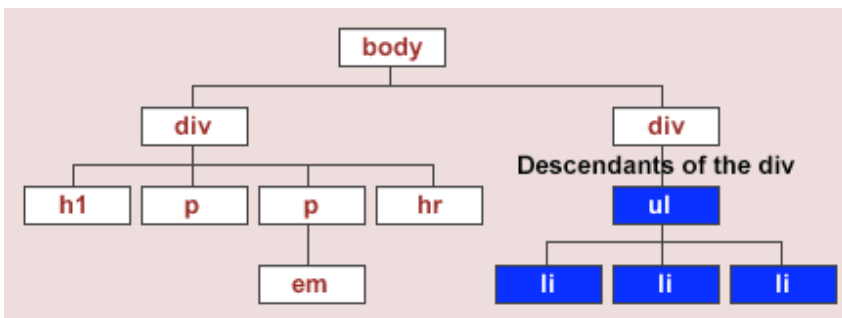 body
div div
Descendants of the div
h1 p p hr ul
em li li li